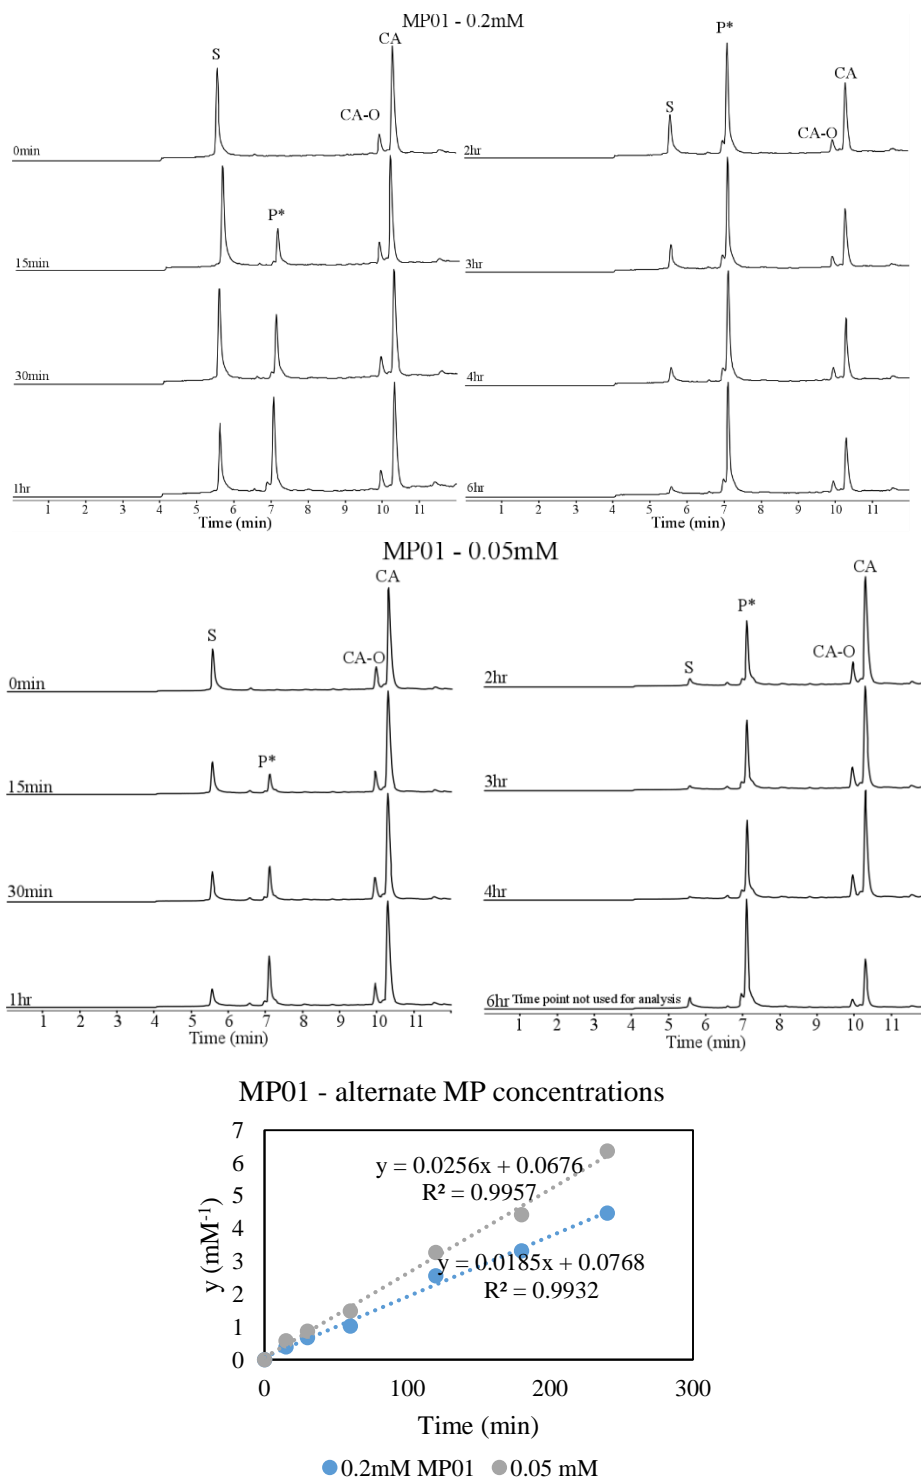 MP01 - 0.2mM
S
CA-O
CA
0min
P*
15min
30min
1hr
1 2 3 4 5 6 7 8 9 10 11
Time (min)
P*
S
CA-O
CA
2hr
3hr
4hr
6hr
1 2 3 4 5 6 7 8 9 10 11
Time (min)
MP01 - 0.05mM
S
CA-O
CA
0min
P*
15min
30min
1hr
1 2 3 4 5 6 7 8 9 10 11
Time (min)
P*
S
CA-O
CA
2hr
3hr
4hr
6hr Time point not used for analysis
1 2 3 4 5 6 7 8 9 10 11
Time (min)
MP01 - alternate MP concentrations
y (mM⁻¹)
7
6
5
4
3
2
1
0
y = 0.0256x + 0.0676
R² = 0.9957
y = 0.0185x + 0.0768
R² = 0.9932
0 100 200 300
Time (min)
0.2mM MP01 0.05 mM